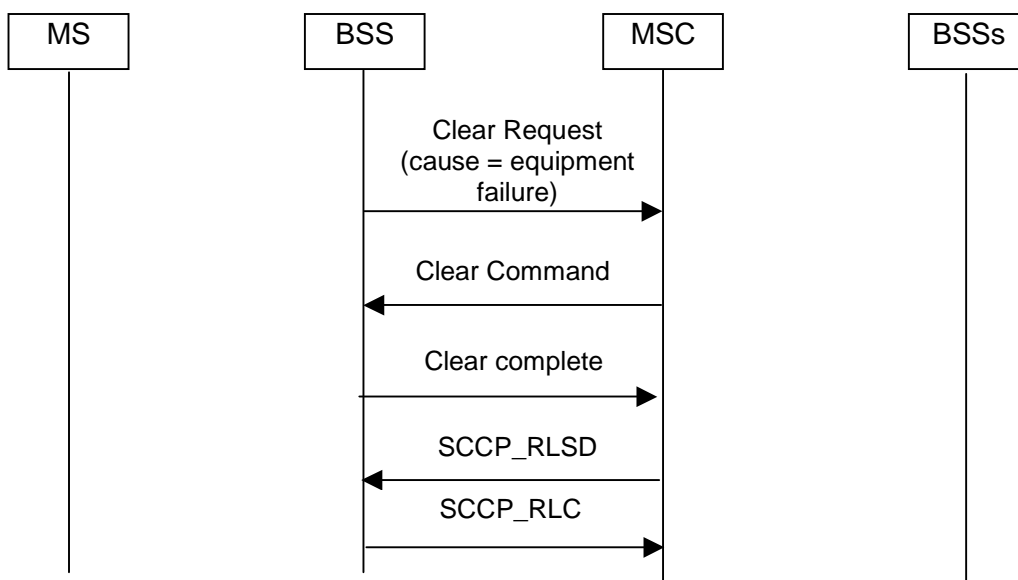 MS
BSS
MSC
BSSs
Clear Request
(cause = equipment
failure)
Clear Command
Clear complete
SCCP_RLSD
SCCP_RLC